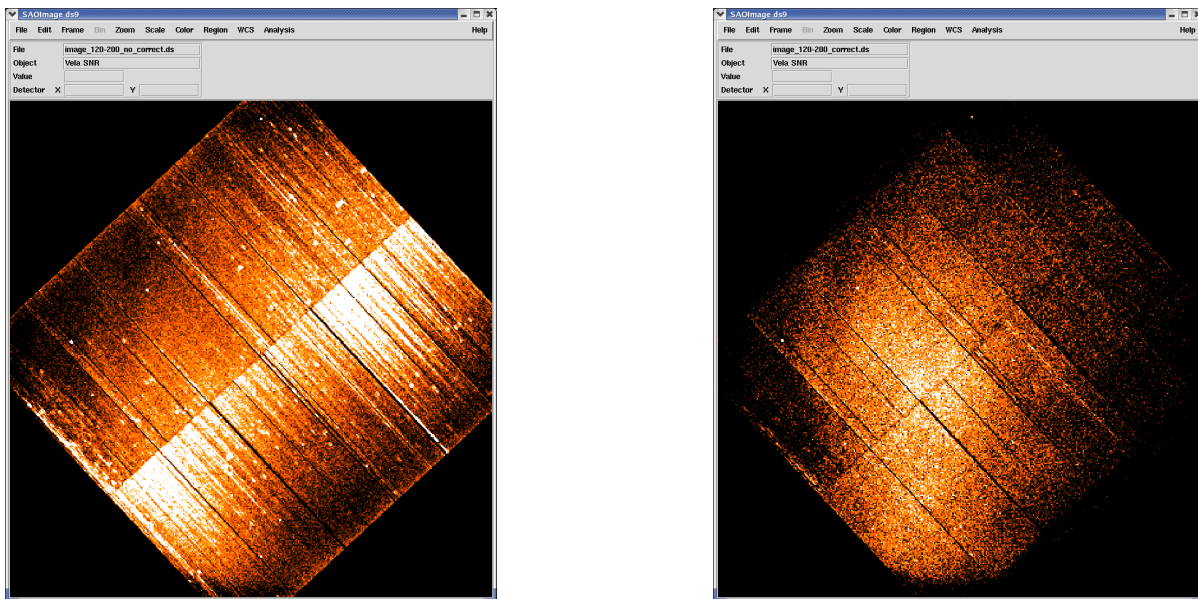 SAOImage ds9
File Edit Frame Bin Zoom Scale Color Region WCS Analysis Help
File image_120-200_no_correct.ds
Object Vela SNR
Value
Detector X Y
SAOImage ds9
File Edit Frame Bin Zoom Scale Color Region WCS Analysis Help
File image_120-200_correct.ds
Object Vela SNR
Value
Detector X Y